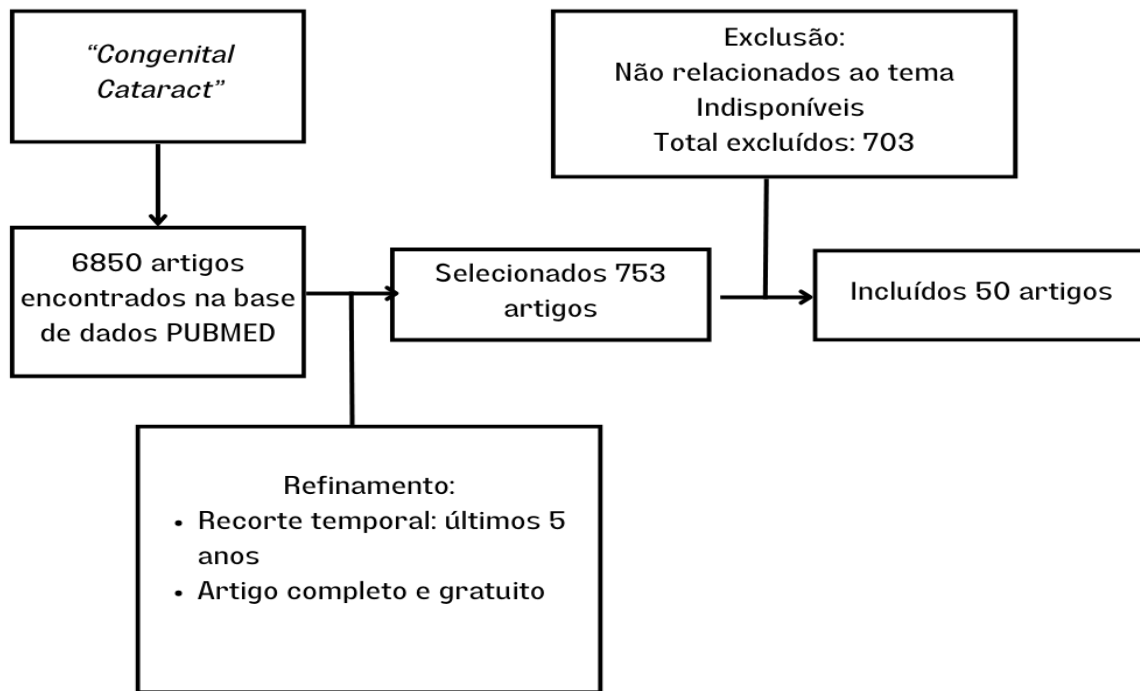 “Congenital
Cataract”
Exclusão:
Não relacionados ao tema
Indisponíveis
Total excluídos: 703
6850 artigos
encontrados na base
de dados PUBMED
Selecionados 753
artigos
Incluídos 50 artigos
Refinamento:
• Recorte temporal: últimos 5
anos
• Artigo completo e gratuito